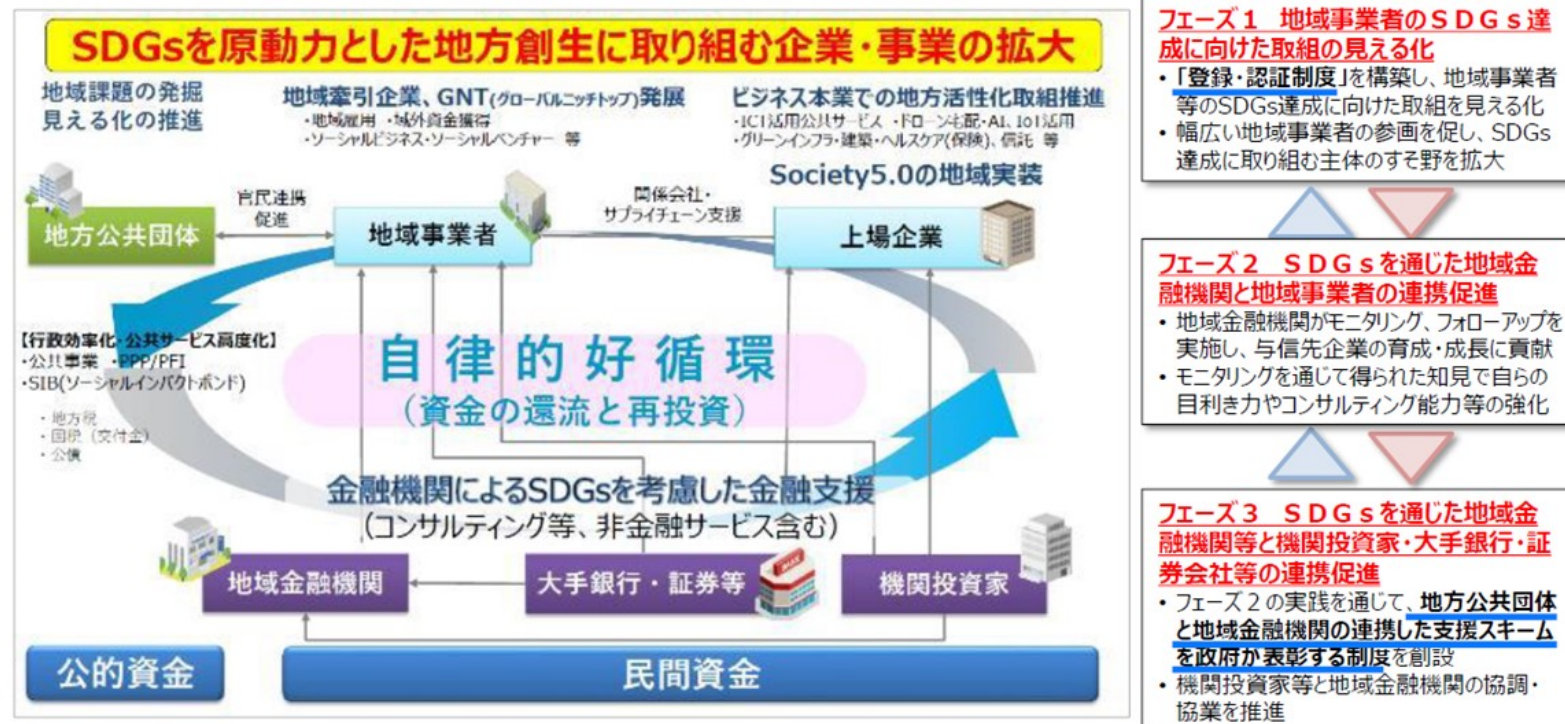 SDGsを原動力とした地方創生に取り組む企業・事業の拡大
地域課題の発掘
見える化の推進
地域牽引企業、GNT(グローバルニッチトップ)発展
・地域雇用 ・域外資金獲得
・ソーシャルビジネス・ソーシャルベンチャー 等
ビジネス本業での地方活性化取組推進
・ICT活用公共サービス ・ドローン宅配・AI、IoT活用
・グリーンインフラ・建築・ヘルスケア(保険)、信託 等
Society5.0の地域実装
地方公共団体
官民連携
促進
地域事業者
関係会社・
サプライチェーン支援
上場企業
【行政効率化・公共サービス高度化】
・公共事業 ・PPP/PFI
・SIB(ソーシャルインパクトボンド)
・地方税
・国税（交付金）
・公債
自律的好循環
（資金の還流と再投資）
金融機関によるSDGsを考慮した金融支援
（コンサルティング等、非金融サービス含む）
地域金融機関
大手銀行・証券等
機関投資家
公的資金
民間資金
フェーズ１ 地域事業者のＳＤＧｓ達
成に向けた取組の見える化
・「登録・認証制度」を構築し、地域事業者
等のSDGs達成に向けた取組を見える化
・幅広い地域事業者の参画を促し、SDGs
達成に取り組む主体のすそ野を拡大
フェーズ２ ＳＤＧｓを通じた地域金
融機関と地域事業者の連携促進
・地域金融機関がモニタリング、フォローアップを
実施し、与信先企業の育成・成長に貢献
・モニタリングを通じて得られた知見で自らの
目利き力やコンサルティング能力等の強化
フェーズ３ ＳＤＧｓを通じた地域金
融機関等と機関投資家・大手銀行・証
券会社等の連携促進
・フェーズ２の実践を通じて、地方公共団体
と地域金融機関の連携した支援スキーム
を政府が表彰する制度を創設
・機関投資家等と地域金融機関の協調・
協業を推進